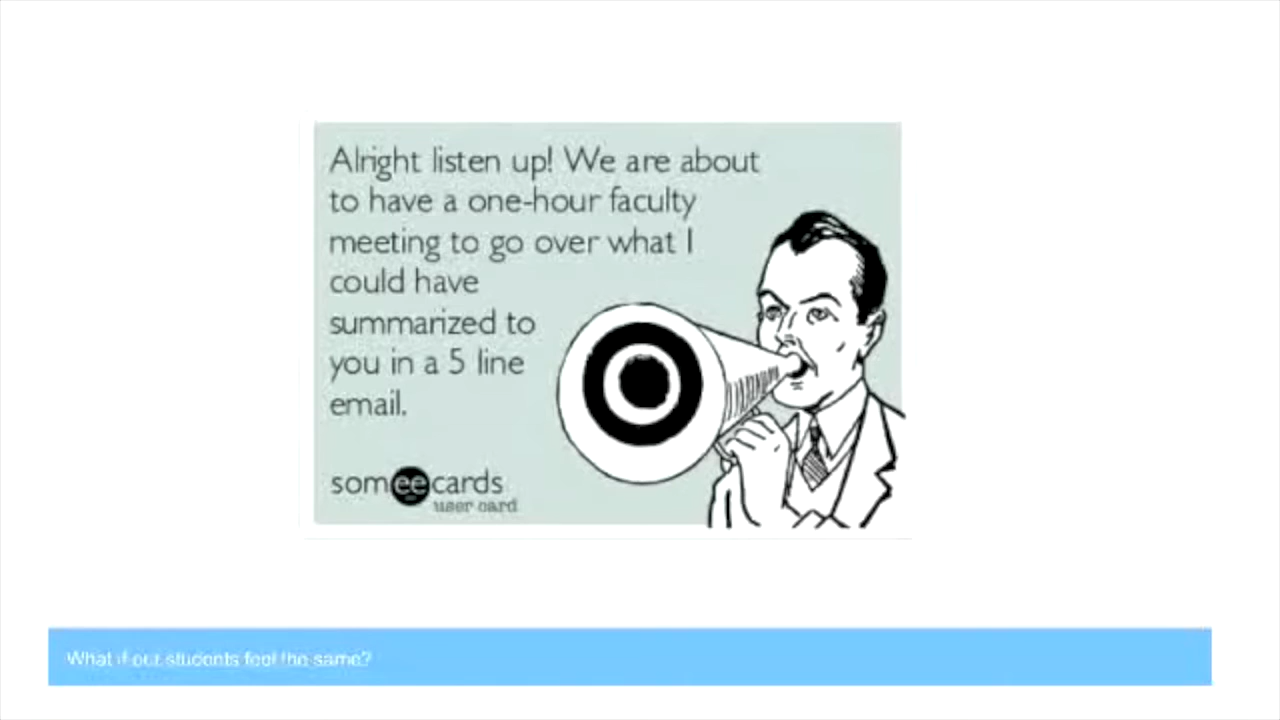 Alright listen up! We are about
to have a one-hour faculty
meeting to go over what I
could have
summarized to
you in a 5 line
email.
someecards
user card
What if our students feel the same?